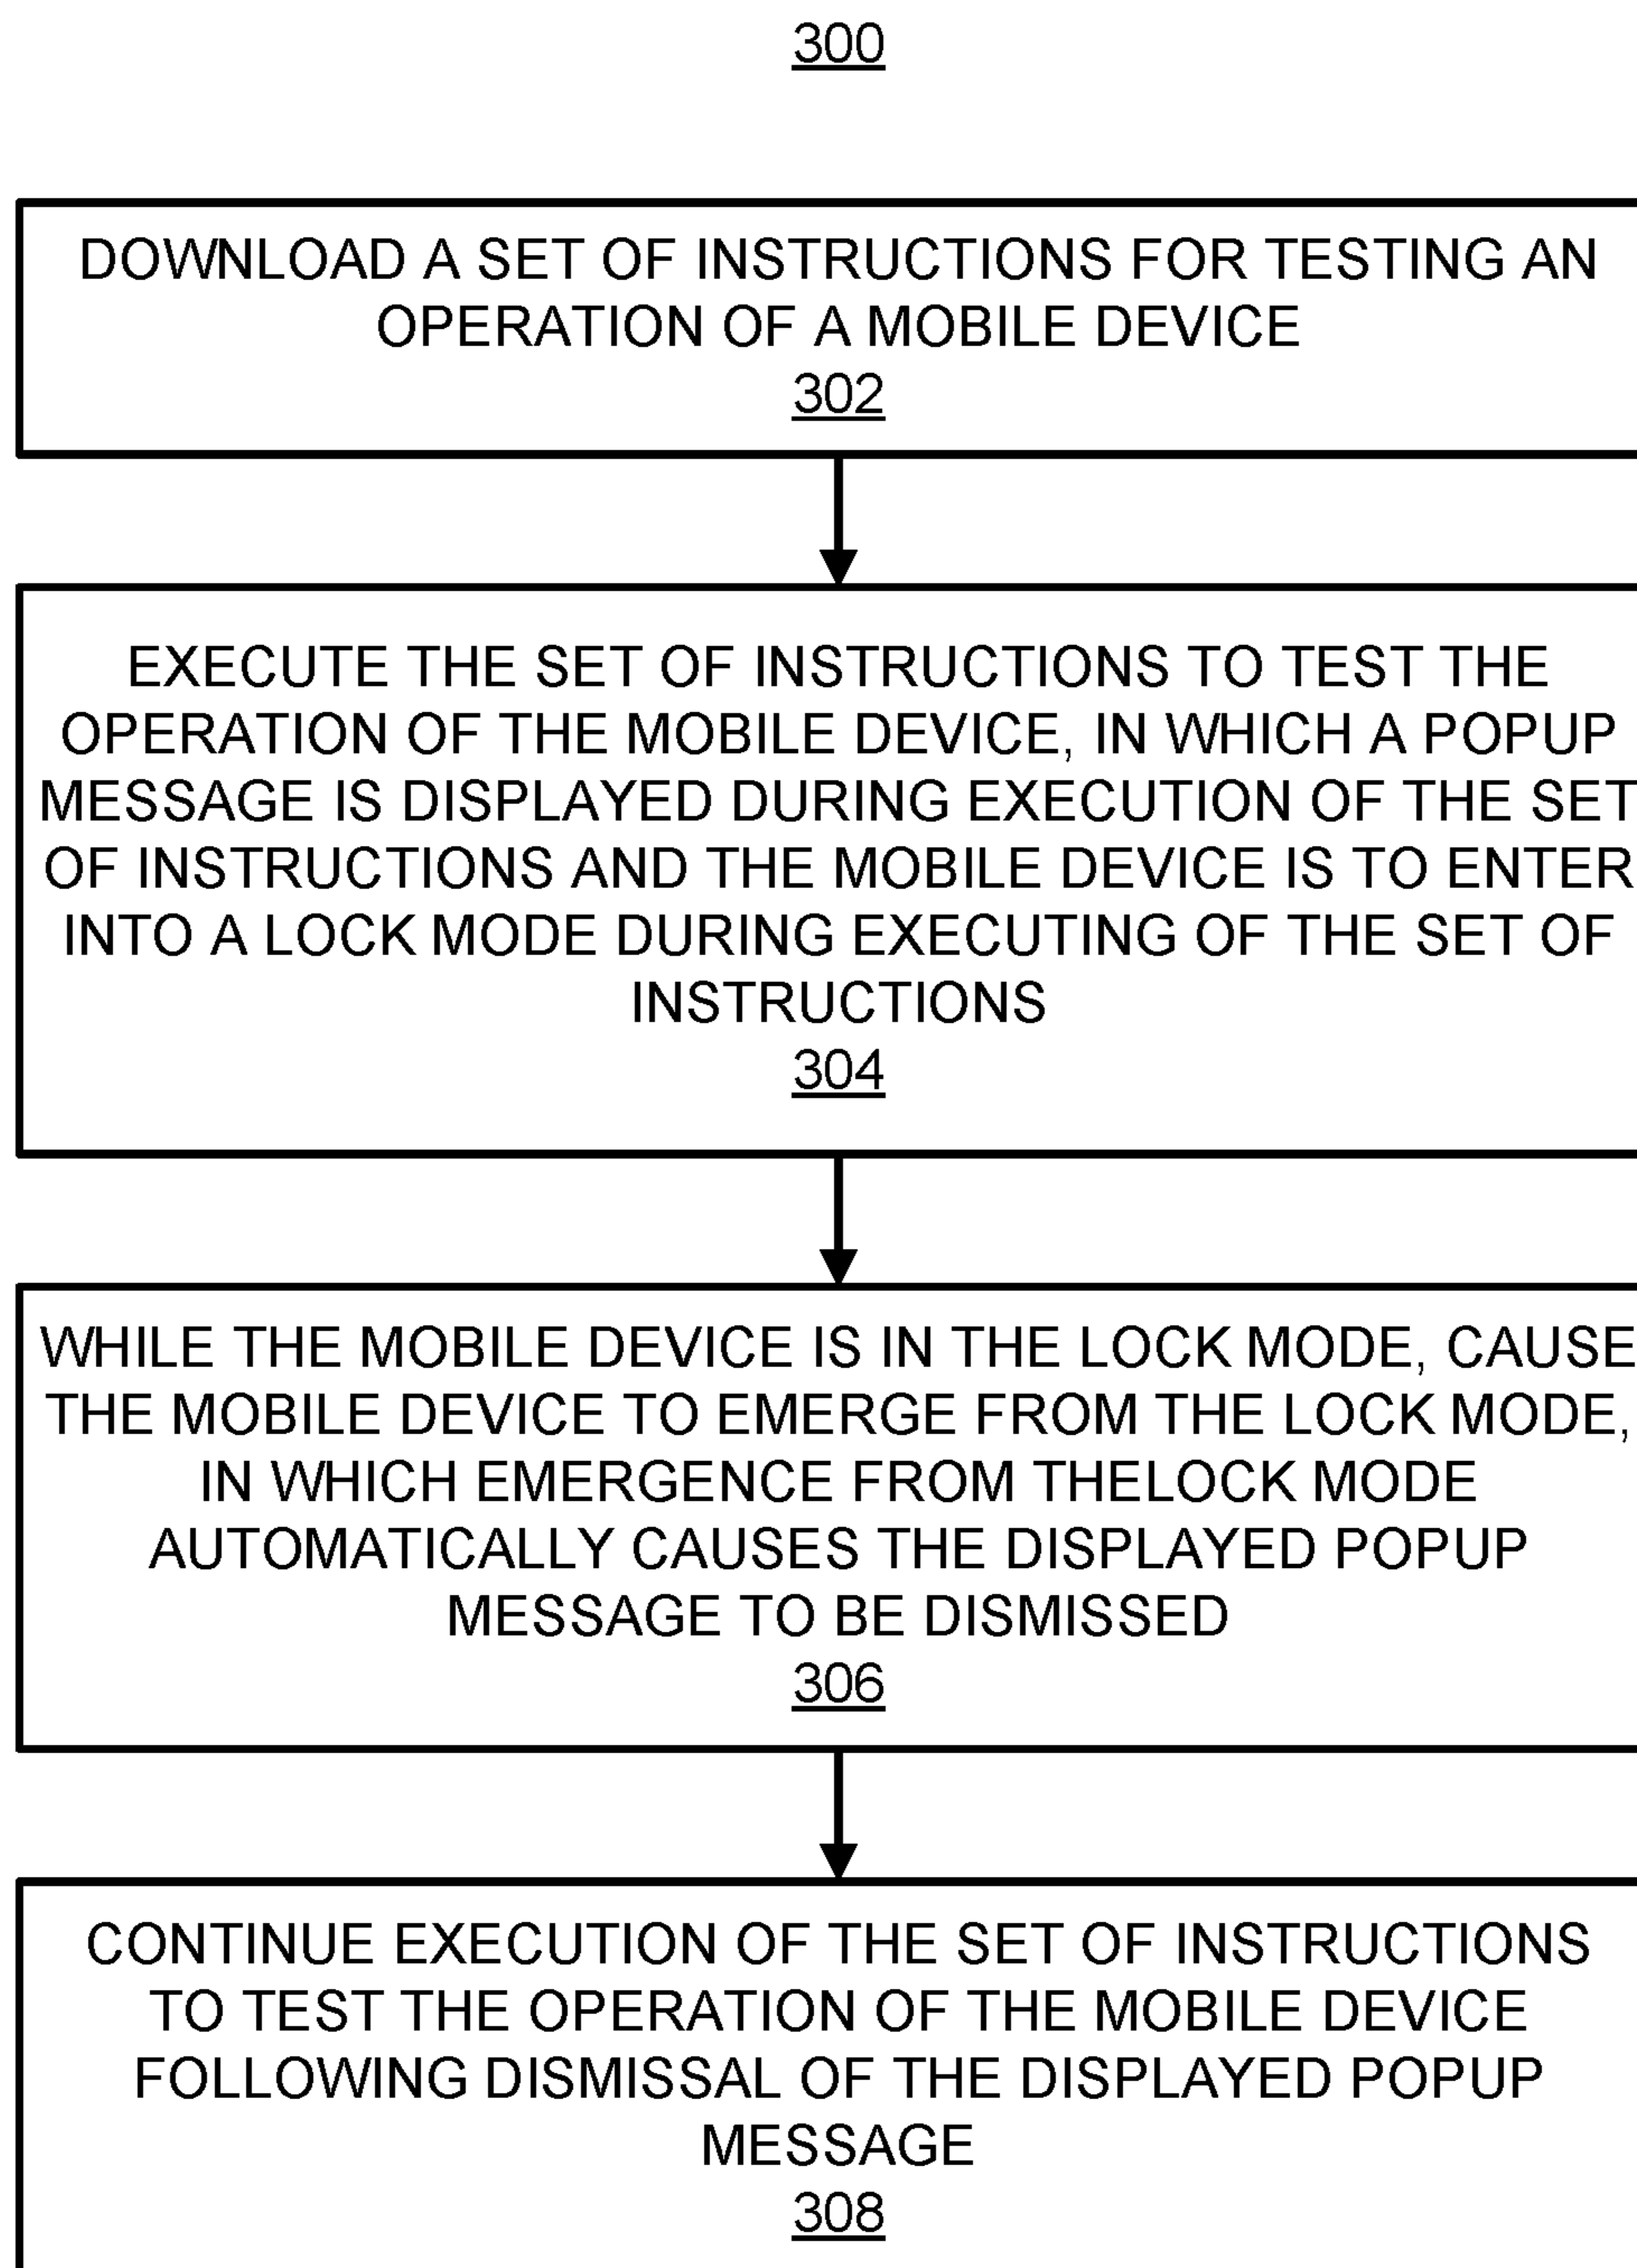 300
DOWNLOAD A SET OF INSTRUCTIONS FOR TESTING AN
OPERATION OF A MOBILE DEVICE
302
EXECUTE THE SET OF INSTRUCTIONS TO TEST THE
OPERATION OF THE MOBILE DEVICE, IN WHICH A POPUP
MESSAGE IS DISPLAYED DURING EXECUTION OF THE SET
OF INSTRUCTIONS AND THE MOBILE DEVICE IS TO ENTER
INTO A LOCK MODE DURING EXECUTING OF THE SET OF
INSTRUCTIONS
304
WHILE THE MOBILE DEVICE IS IN THE LOCK MODE, CAUSE
THE MOBILE DEVICE TO EMERGE FROM THE LOCK MODE,
IN WHICH EMERGENCE FROM THELOCK MODE
AUTOMATICALLY CAUSES THE DISPLAYED POPUP
MESSAGE TO BE DISMISSED
306
CONTINUE EXECUTION OF THE SET OF INSTRUCTIONS
TO TEST THE OPERATION OF THE MOBILE DEVICE
FOLLOWING DISMISSAL OF THE DISPLAYED POPUP
MESSAGE
308